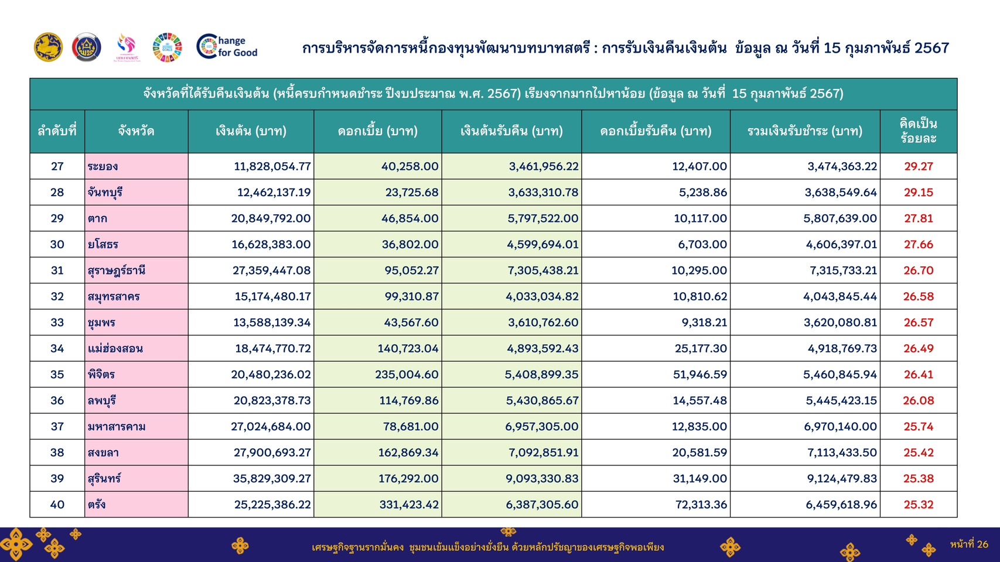 Change
for Good
การบริหารจัดการหนี้กองทุนพัฒนาบทบาทสตรี : การรับเงินคืนเงินต้น ข้อมูล ณ วันที่ 15 กุมภาพันธ์ 2567
จังหวัดที่ได้รับคืนเงินต้น (หนี้ครบกำหนดชำระ ปีงบประมาณ พ.ศ. 2567) เรียงจากมากไปหาน้อย (ข้อมูล ณ วันที่ 15 กุมภาพันธ์ 2567)
ลำดับที่ จังหวัด เงินต้น (บาท) ดอกเบี้ย (บาท) เงินต้นรับคืน (บาท) ดอกเบี้ยรับคืน (บาท) รวมเงินรับชำระ (บาท) คิดเป็น
ร้อยละ
27 ระยอง 11,828,054.77 40,258.00 3,461,956.22 12,407.00 3,474,363.22 29.27
28 จันทบุรี 12,462,137.19 23,725.68 3,633,310.78 5,238.86 3,638,549.64 29.15
29 ตาก 20,849,792.00 46,854.00 5,797,522.00 10,117.00 5,807,639.00 27.81
30 ยโสธร 16,628,383.00 36,802.00 4,599,694.01 6,703.00 4,606,397.01 27.66
31 สุราษฎร์ธานี 27,359,447.08 95,052.27 7,305,438.21 10,295.00 7,315,733.21 26.70
32 สมุทรสาคร 15,174,480.17 99,310.87 4,033,034.82 10,810.62 4,043,845.44 26.58
33 ชุมพร 13,588,139.34 43,567.60 3,610,762.60 9,318.21 3,620,080.81 26.57
34 แม่ฮ่องสอน 18,474,770.72 140,723.04 4,893,592.43 25,177.30 4,918,769.73 26.49
35 พิจิตร 20,480,236.02 235,004.60 5,408,899.35 51,946.59 5,460,845.94 26.41
36 ลพบุรี 20,823,378.73 114,769.86 5,430,865.67 14,557.48 5,445,423.15 26.08
37 มหาสารคาม 27,024,684.00 78,681.00 6,957,305.00 12,835.00 6,970,140.00 25.74
38 สงขลา 27,900,693.27 162,869.34 7,092,851.91 20,581.59 7,113,433.50 25.42
39 สุรินทร์ 35,829,309.27 176,292.00 9,093,330.83 31,149.00 9,124,479.83 25.38
40 ตรัง 25,225,386.22 331,423.42 6,387,305.60 72,313.36 6,459,618.96 25.32
เศรษฐกิจฐานรากมั่นคง ชุมชนเข้มแข็งอย่างยั่งยืน ด้วยหลักปรัชญาของเศรษฐกิจพอเพียง
หน้าที่ 26